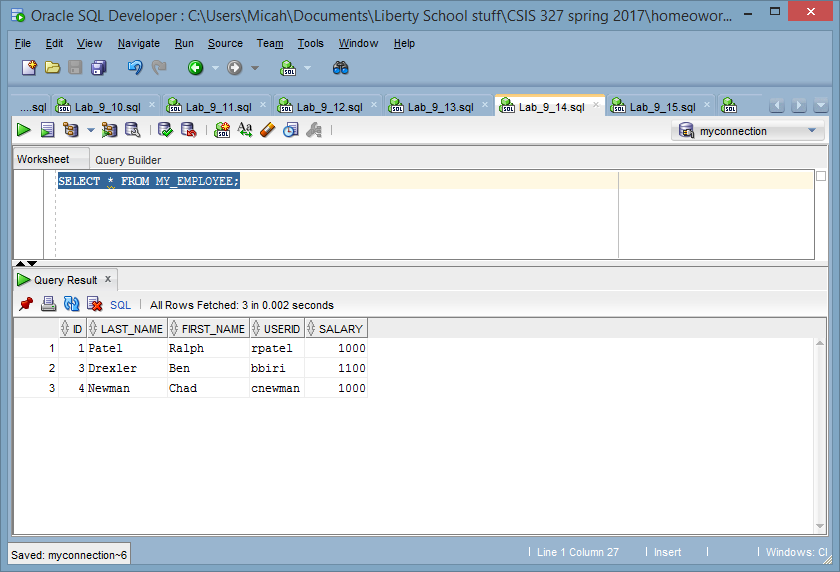 Oracle SQL Developer : C:\Users\Micah\Documents\Liberty School stuff\CSIS 327 spring 2017\homeowor...
File Edit View Navigate Run Source Team Tools Window Help
....sql Lab_9_10.sql Lab_9_11.sql Lab_9_12.sql Lab_9_13.sql Lab_9_14.sql Lab_9_15.sql
myconnection
Worksheet Query Builder
SELECT * FROM MY_EMPLOYEE;
Query Result
SQL All Rows Fetched: 3 in 0.002 seconds
ID LAST_NAME FIRST_NAME USERID SALARY
1 1 Patel Ralph rpatel 1000
2 3 Drexler Ben bbiri 1100
3 4 Newman Chad cnewman 1000
Saved: myconnection~6 Line 1 Column 27 Insert Windows: Cl